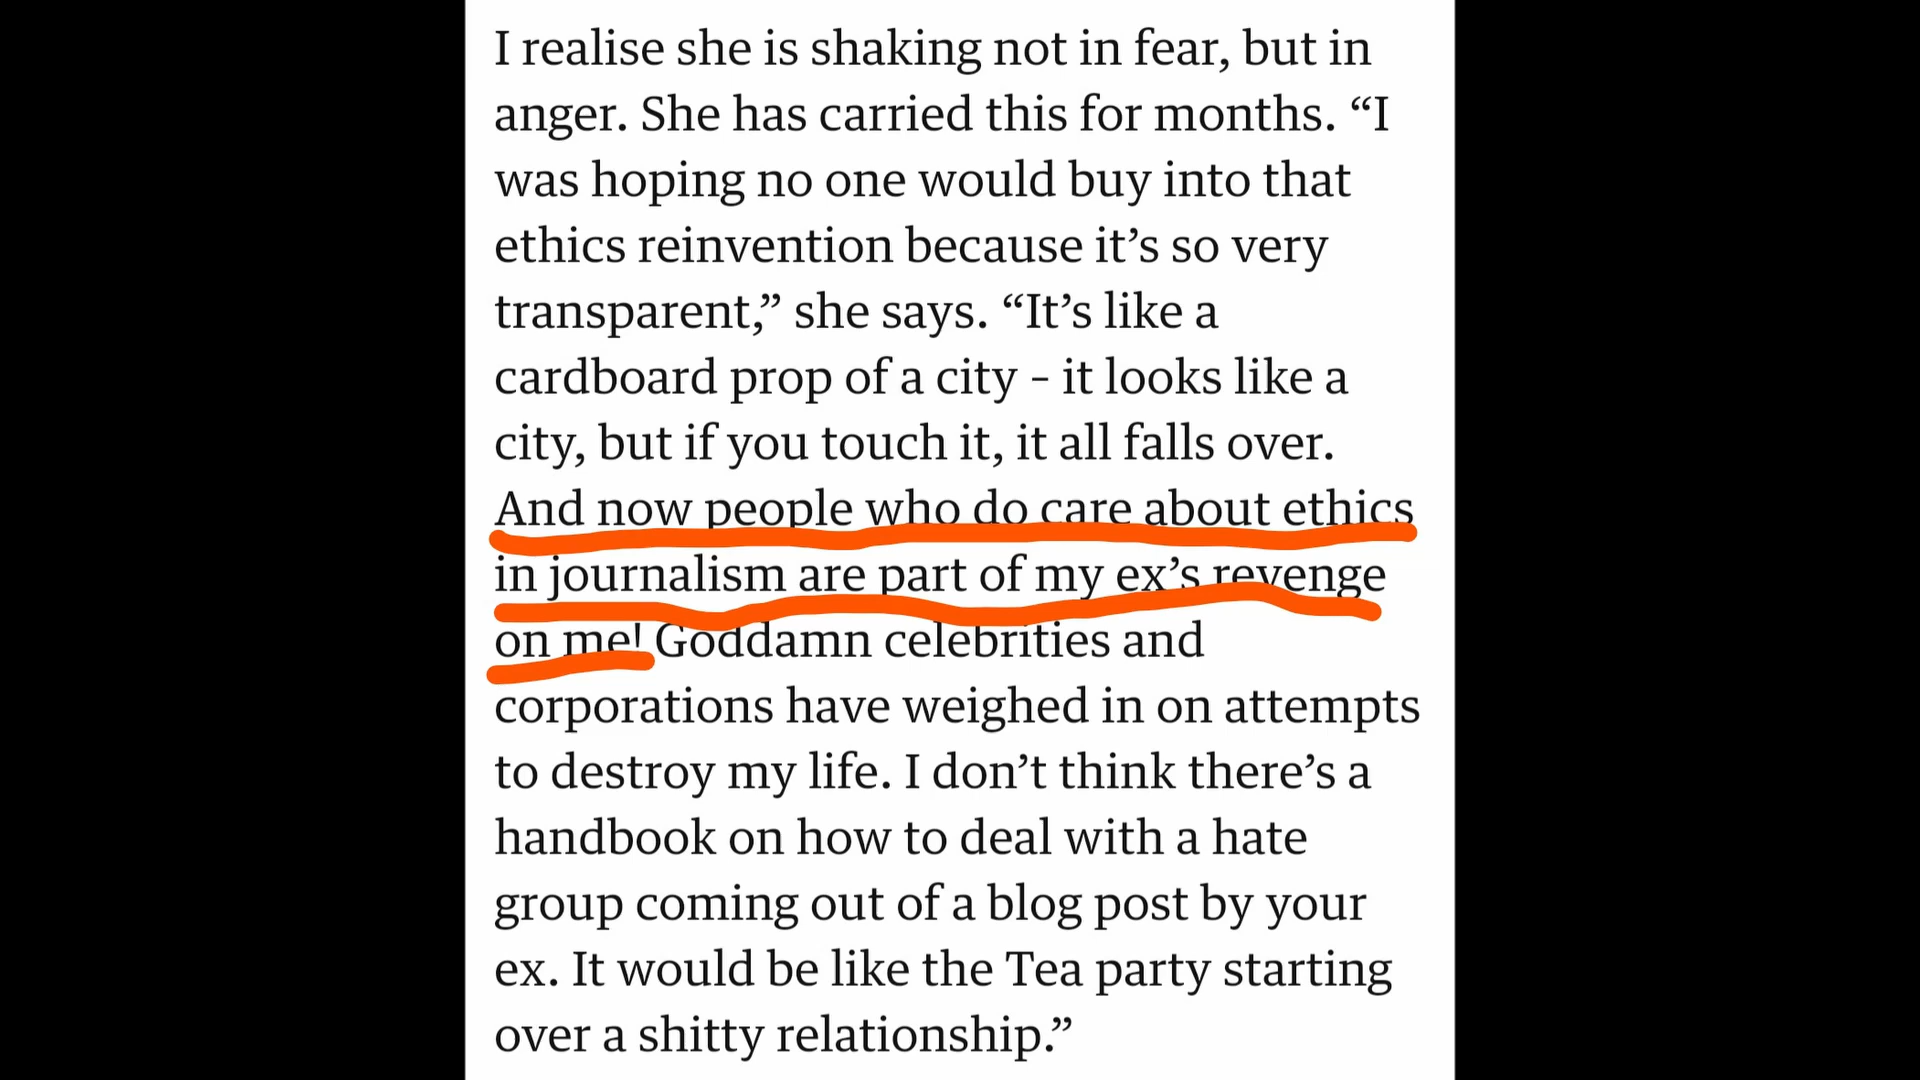 I realise she is shaking not in fear, but in
anger. She has carried this for months. “I
was hoping no one would buy into that
ethics reinvention because it’s so very
transparent,” she says. “It’s like a
cardboard prop of a city – it looks like a
city, but if you touch it, it all falls over.
And now people who do care about ethics
in journalism are part of my ex’s revenge
on me! Goddamn celebrities and
corporations have weighed in on attempts
to destroy my life. I don’t think there’s a
handbook on how to deal with a hate
group coming out of a blog post by your
ex. It would be like the Tea party starting
over a shitty relationship.”